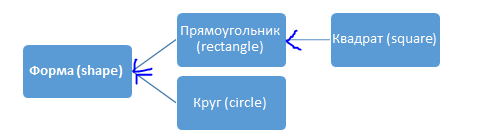 Форма (shape)
Прямоугольник
(rectangle)
Квадрат (square)
Круг (circle)